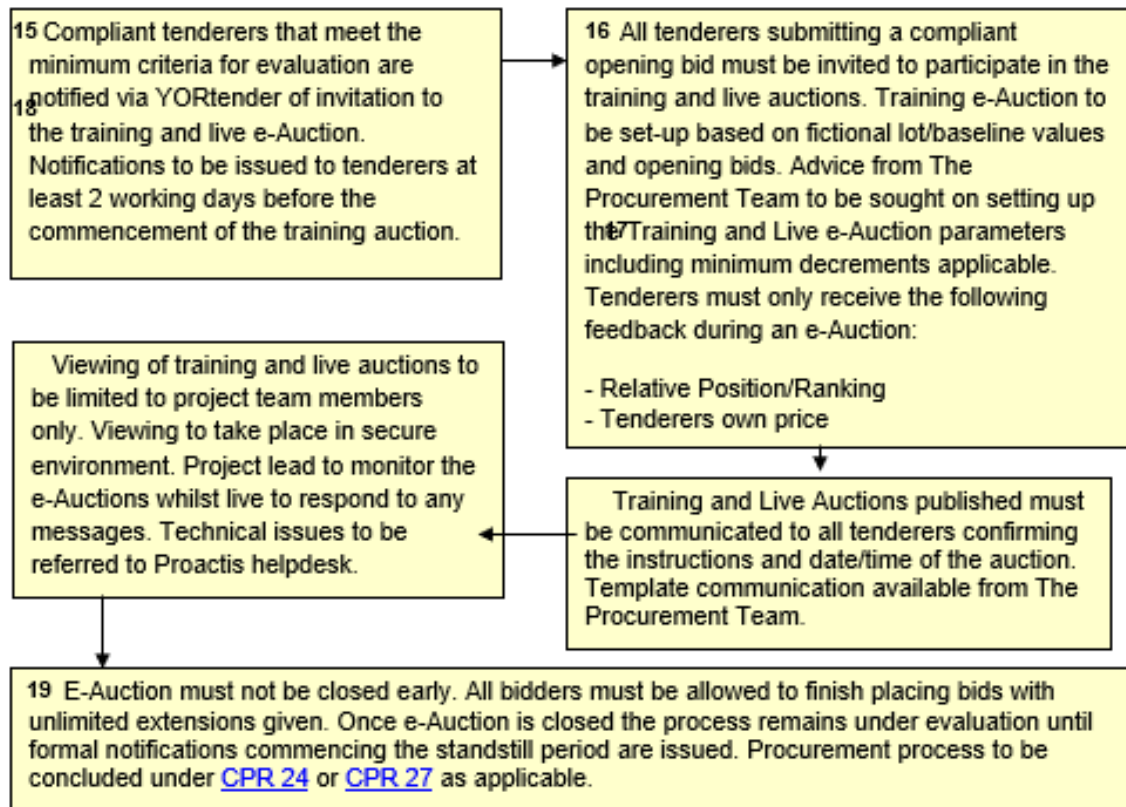 15 Compliant tenderers that meet the
minimum criteria for evaluation are
notified via YORtender of invitation to
18
the training and live e-Auction.
Notifications to be issued to tenderers at
least 2 working days before the
commencement of the training auction.
16 All tenderers submitting a compliant
opening bid must be invited to participate in the
training and live auctions. Training e-Auction to
be set-up based on fictional lot/baseline values
and opening bids. Advice from The
Procurement Team to be sought on setting up
the Training and Live e-Auction parameters
17
including minimum decrements applicable.
Tenderers must only receive the following
feedback during an e-Auction:
- Relative Position/Ranking
- Tenderers own price
Training and Live Auctions published must
be communicated to all tenderers confirming
the instructions and date/time of the auction.
Template communication available from The
Procurement Team.
Viewing of training and live auctions to
be limited to project team members
only. Viewing to take place in secure
environment. Project lead to monitor the
e-Auctions whilst live to respond to any
messages. Technical issues to be
referred to Proactis helpdesk.
19 E-Auction must not be closed early. All bidders must be allowed to finish placing bids with
unlimited extensions given. Once e-Auction is closed the process remains under evaluation until
formal notifications commencing the standstill period are issued. Procurement process to be
concluded under CPR 24 or CPR 27 as applicable.